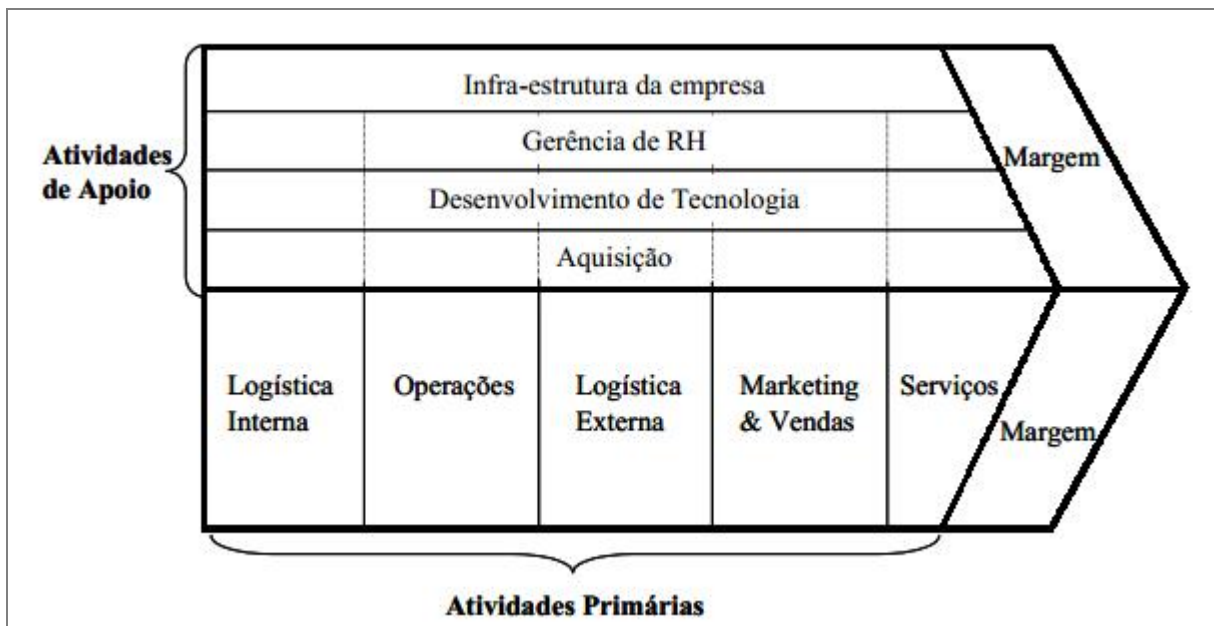 Infra-estrutura da empresa
Gerência de RH
Atividades
de Apoio
Margem
Desenvolvimento de Tecnologia
Aquisição
Logística
Interna
Operações
Logística
Externa
Marketing
& Vendas
Serviços
Margem
Atividades Primárias